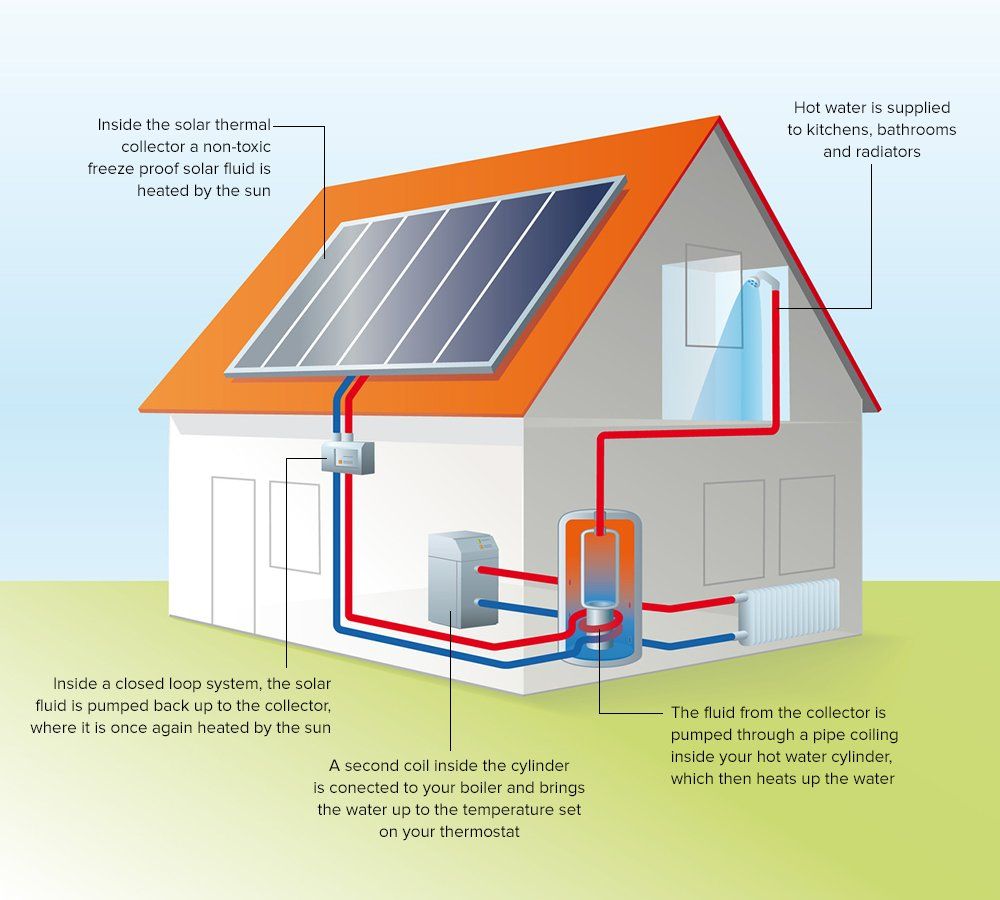 Inside the solar thermal
collector a non-toxic
freeze proof solar fluid is
heated by the sun
Hot water is supplied
to kitchens, bathrooms
and radiators
Inside a closed loop system, the solar
fluid is pumped back up to the collector,
where it is once again heated by the sun
A second coil inside the cylinder
is conected to your boiler and brings
the water up to the temperature set
on your thermostat
The fluid from the collector is
pumped through a pipe coiling
inside your hot water cylinder,
which then heats up the water